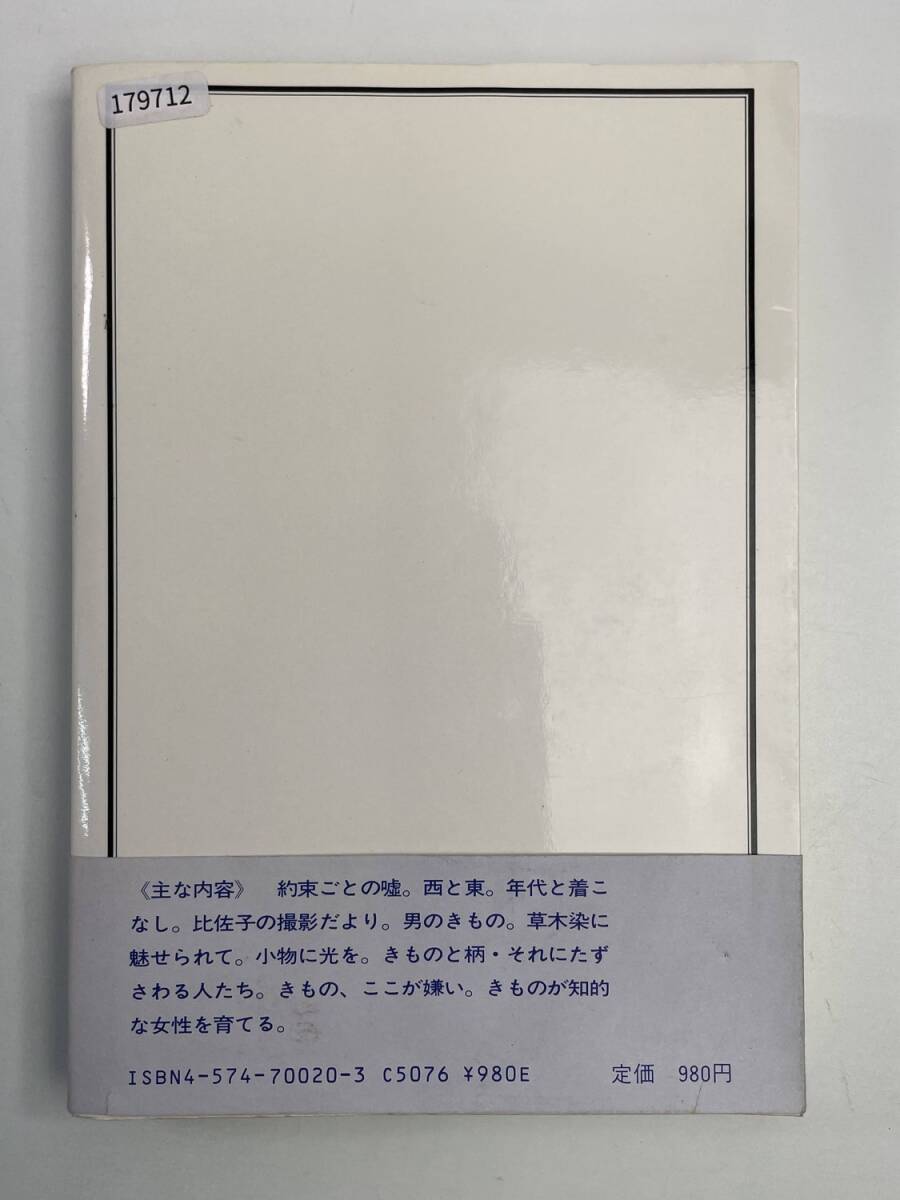 179712
《主な内容》　約束ごとの嘘。西と東。年代と着こ
なし。比佐子の撮影だより。男のきもの。草木染に
魅せられて。小物に光を。きものと柄・それにたず
さわる人たち。きもの、ここが嫌い。きものが知的
な女性を育てる。
ISBN4-574-70020-3 C5076 ¥980E　定価　980円